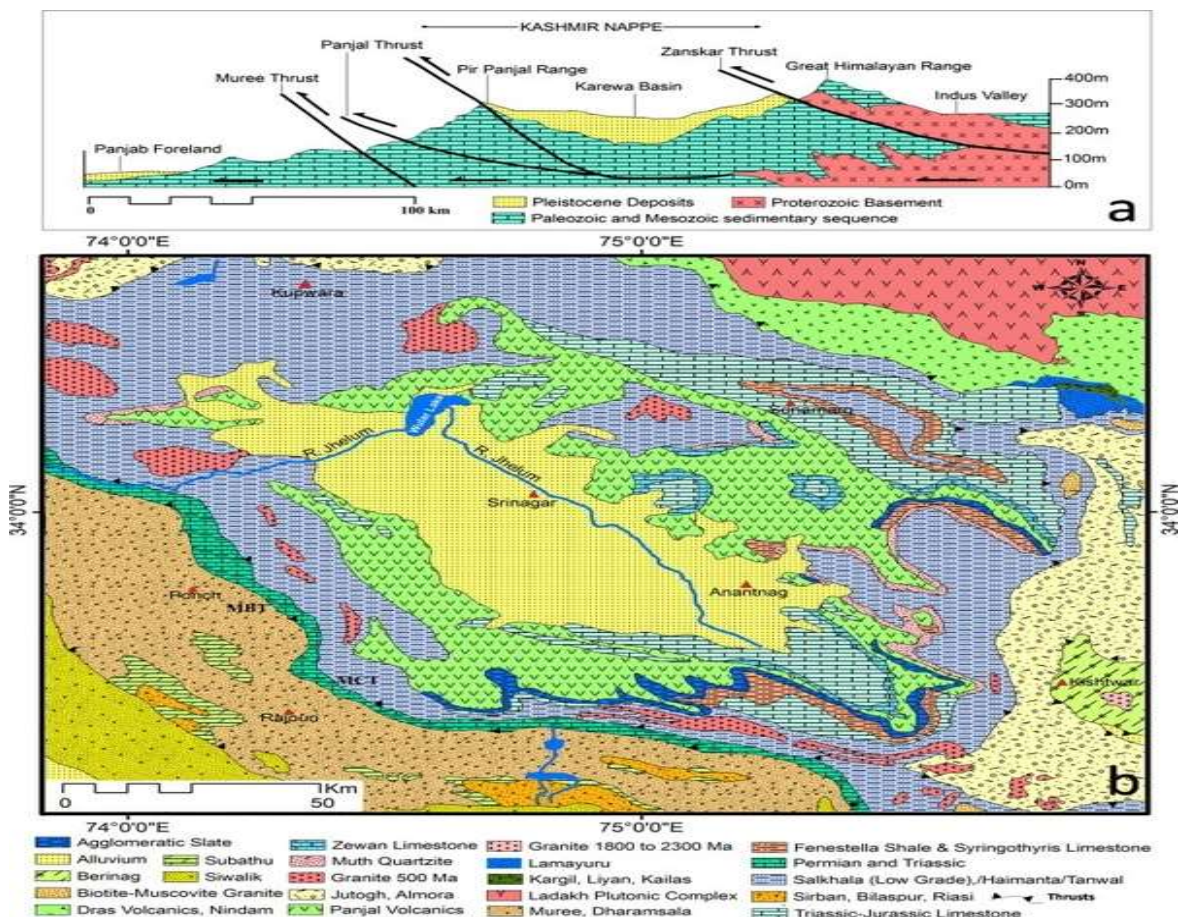 KASHMIR NAPPE
Panjal Thrust
Zanskar Thrust
Muree Thrust
Pir Panjal Range
Great Himalayan Range
Karewa Basin
Indus Valley
Panjab Foreland
400m
300m
200m
100m
0m
0 100 km
Pleistocene Deposits Proterozoic Basement
Paleozoic and Mesozoic sedimentary sequence
a
74°0'0"E 75°0'0"E
N
W E
S
Kupwara
Sonamarg
Wular Lake
R. Jhelum
R. Jhelum
Srinagar
34°0'0"N 34°0'0"N
Anantnag
Ponch
MBT
MCT
Kishtwar
Rajouri
b
0 50 Km
74°0'0"E 75°0'0"E
Agglomeratic Slate Zewan Limestone Granite 1800 to 2300 Ma Fenestella Shale & Syringothyris Limestone
Alluvium Subathu Muth Quartzite Lamayuru Permian and Triassic
Berinag Siwalik Granite 500 Ma Kargil, Liyan, Kailas Salkhala (Low Grade),/Haimanta/Tanwal
Biotite-Muscovite Granite Jutogh, Almora Ladakh Plutonic Complex Sirban, Bilaspur, Riasi Thrusts
Dras Volcanics, Nindam Panjal Volcanics Muree, Dharamsala Triassic-Jurassic Limestone